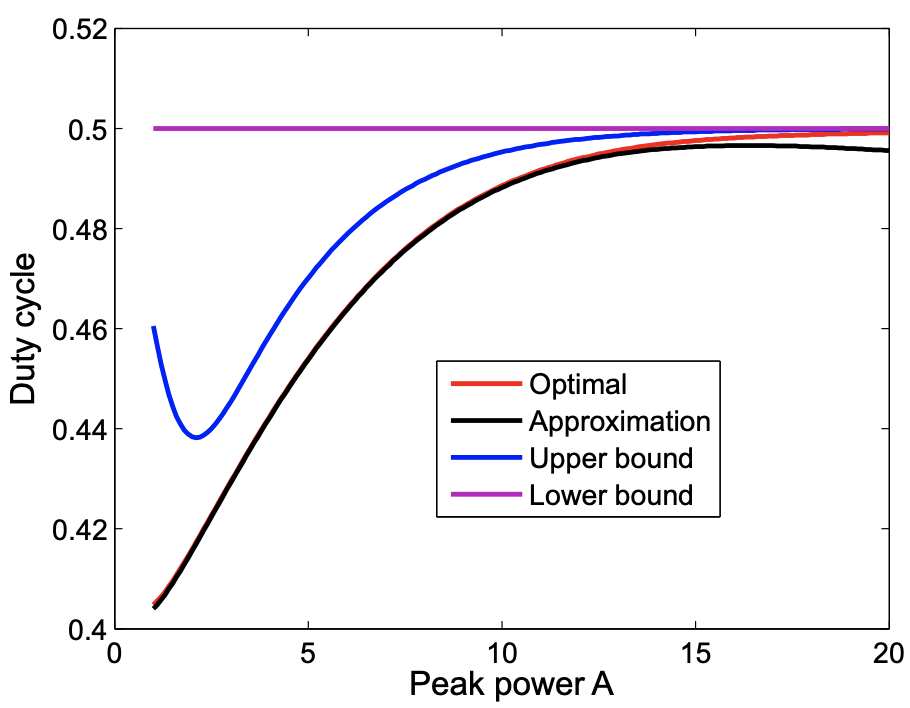 0.52
0.5
0.48
0.46
0.44
0.42
0.4
Duty cycle
Optimal
Approximation
Upper bound
Lower bound
0 5 10 15 20
Peak power A